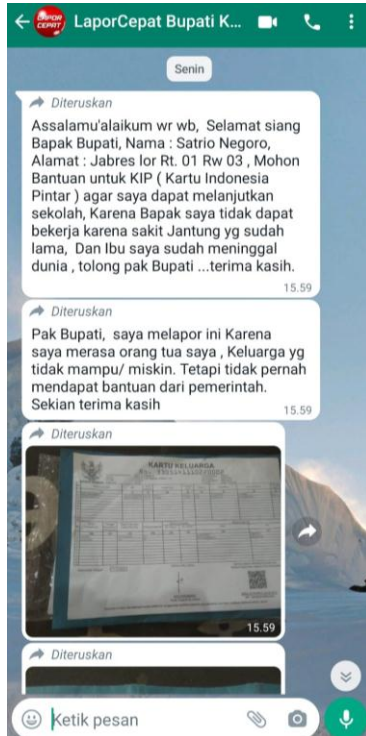 LAPOR CEPAT
LaporCepat Bupati K...
Senin
Diteruskan
Assalamu'alaikum wr wb, Selamat siang
Bapak Bupati, Nama : Satrio Negoro,
Alamat : Jabres lor Rt. 01 Rw 03 , Mohon
Bantuan untuk KIP ( Kartu Indonesia
Pintar ) agar saya dapat melanjutkan
sekolah, Karena Bapak saya tidak dapat
bekerja karena sakit Jantung yg sudah
lama, Dan Ibu saya sudah meninggal
dunia , tolong pak Bupati ...terima kasih.
15.59
Diteruskan
Pak Bupati, saya melapor ini Karena
saya merasa orang tua saya , Keluarga yg
tidak mampu/ miskin. Tetapi tidak pernah
mendapat bantuan dari pemerintah.
Sekian terima kasih
15.59
Diteruskan
KARTU KELUARGA
15.59
Diteruskan
Ketik pesan